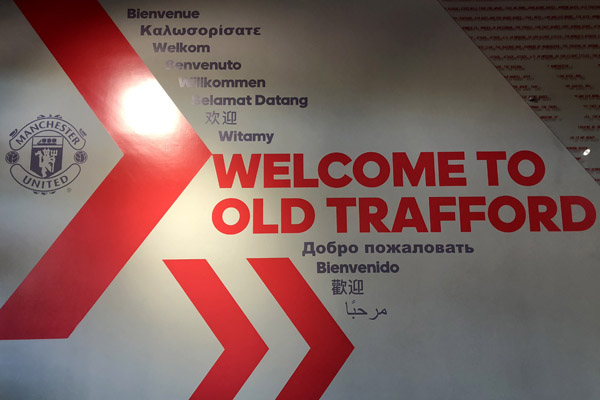 Bienvenue
Καλωσορίσατε
Welkom
Benvenuto
Willkommen
Selamat Datang
欢迎
Witamy
MANCHESTER
UNITED
WELCOME TO
OLD TRAFFORD
Добро пожаловать
Bienvenido
歡迎
مرحبًا